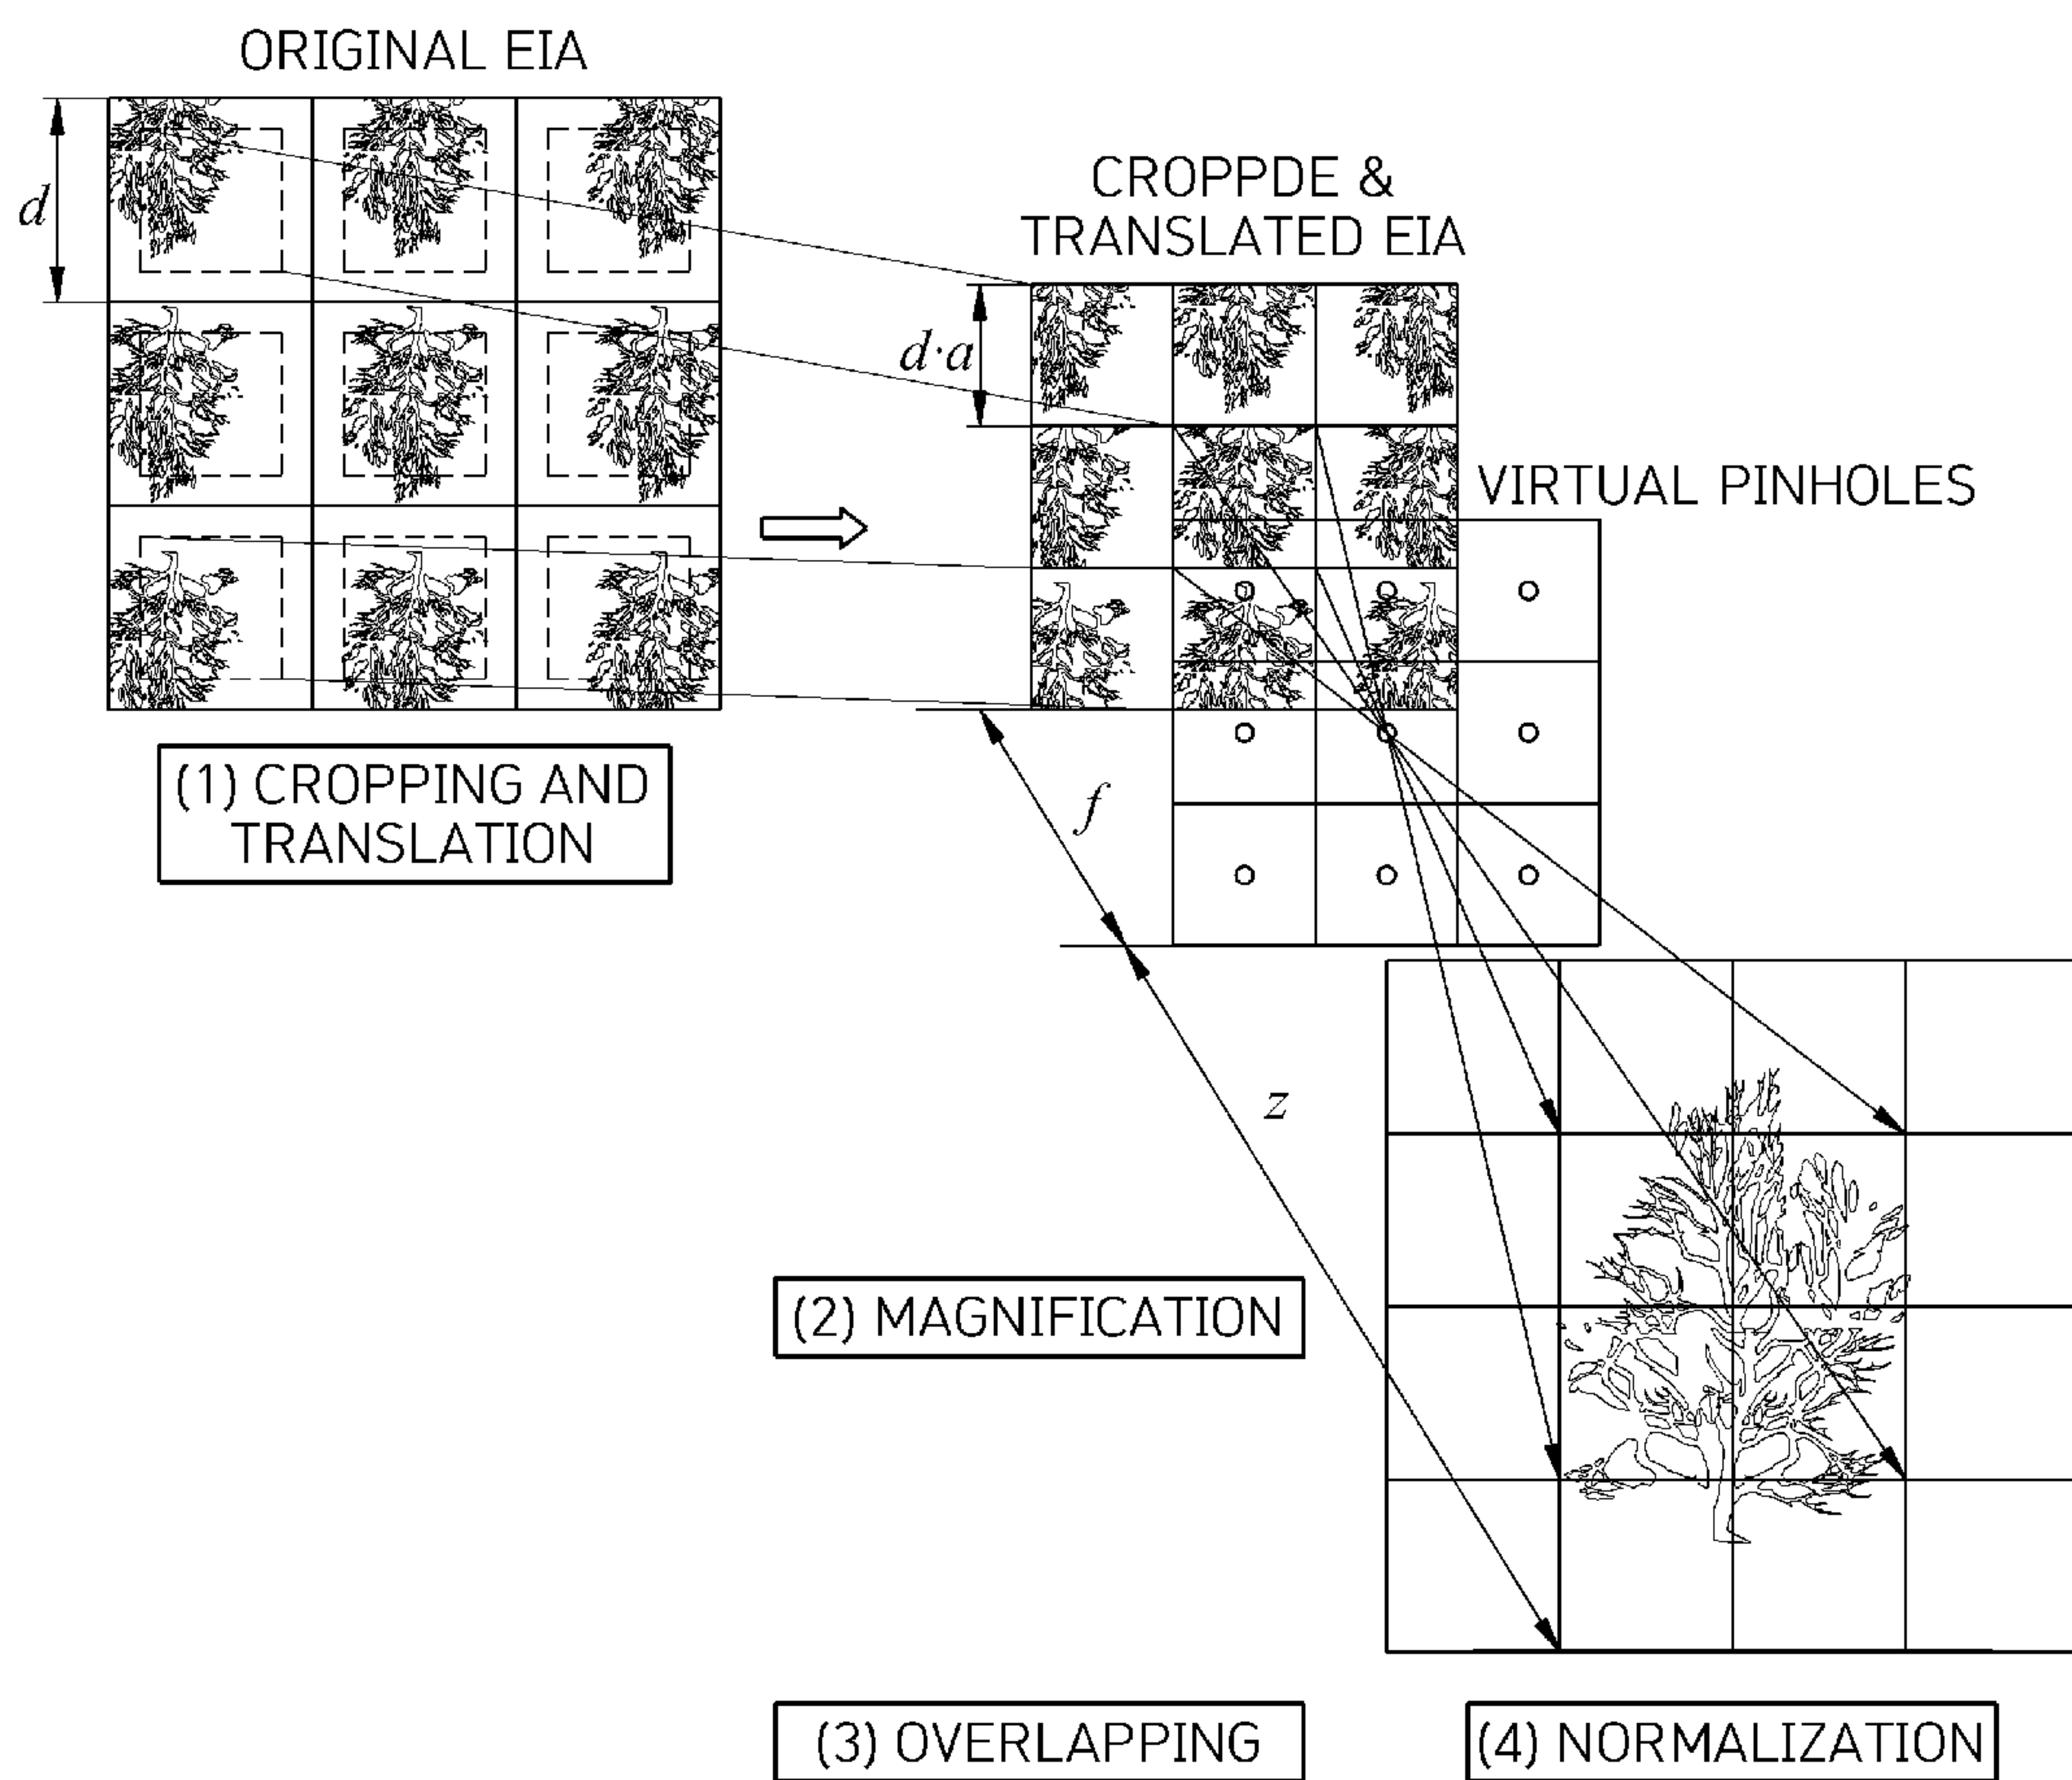 ORIGINAL EIA
d
CROPPDE &
TRANSLATED EIA
d·a
VIRTUAL PINHOLES
(1) CROPPING AND
TRANSLATION
f
z
(2) MAGNIFICATION
(3) OVERLAPPING
(4) NORMALIZATION